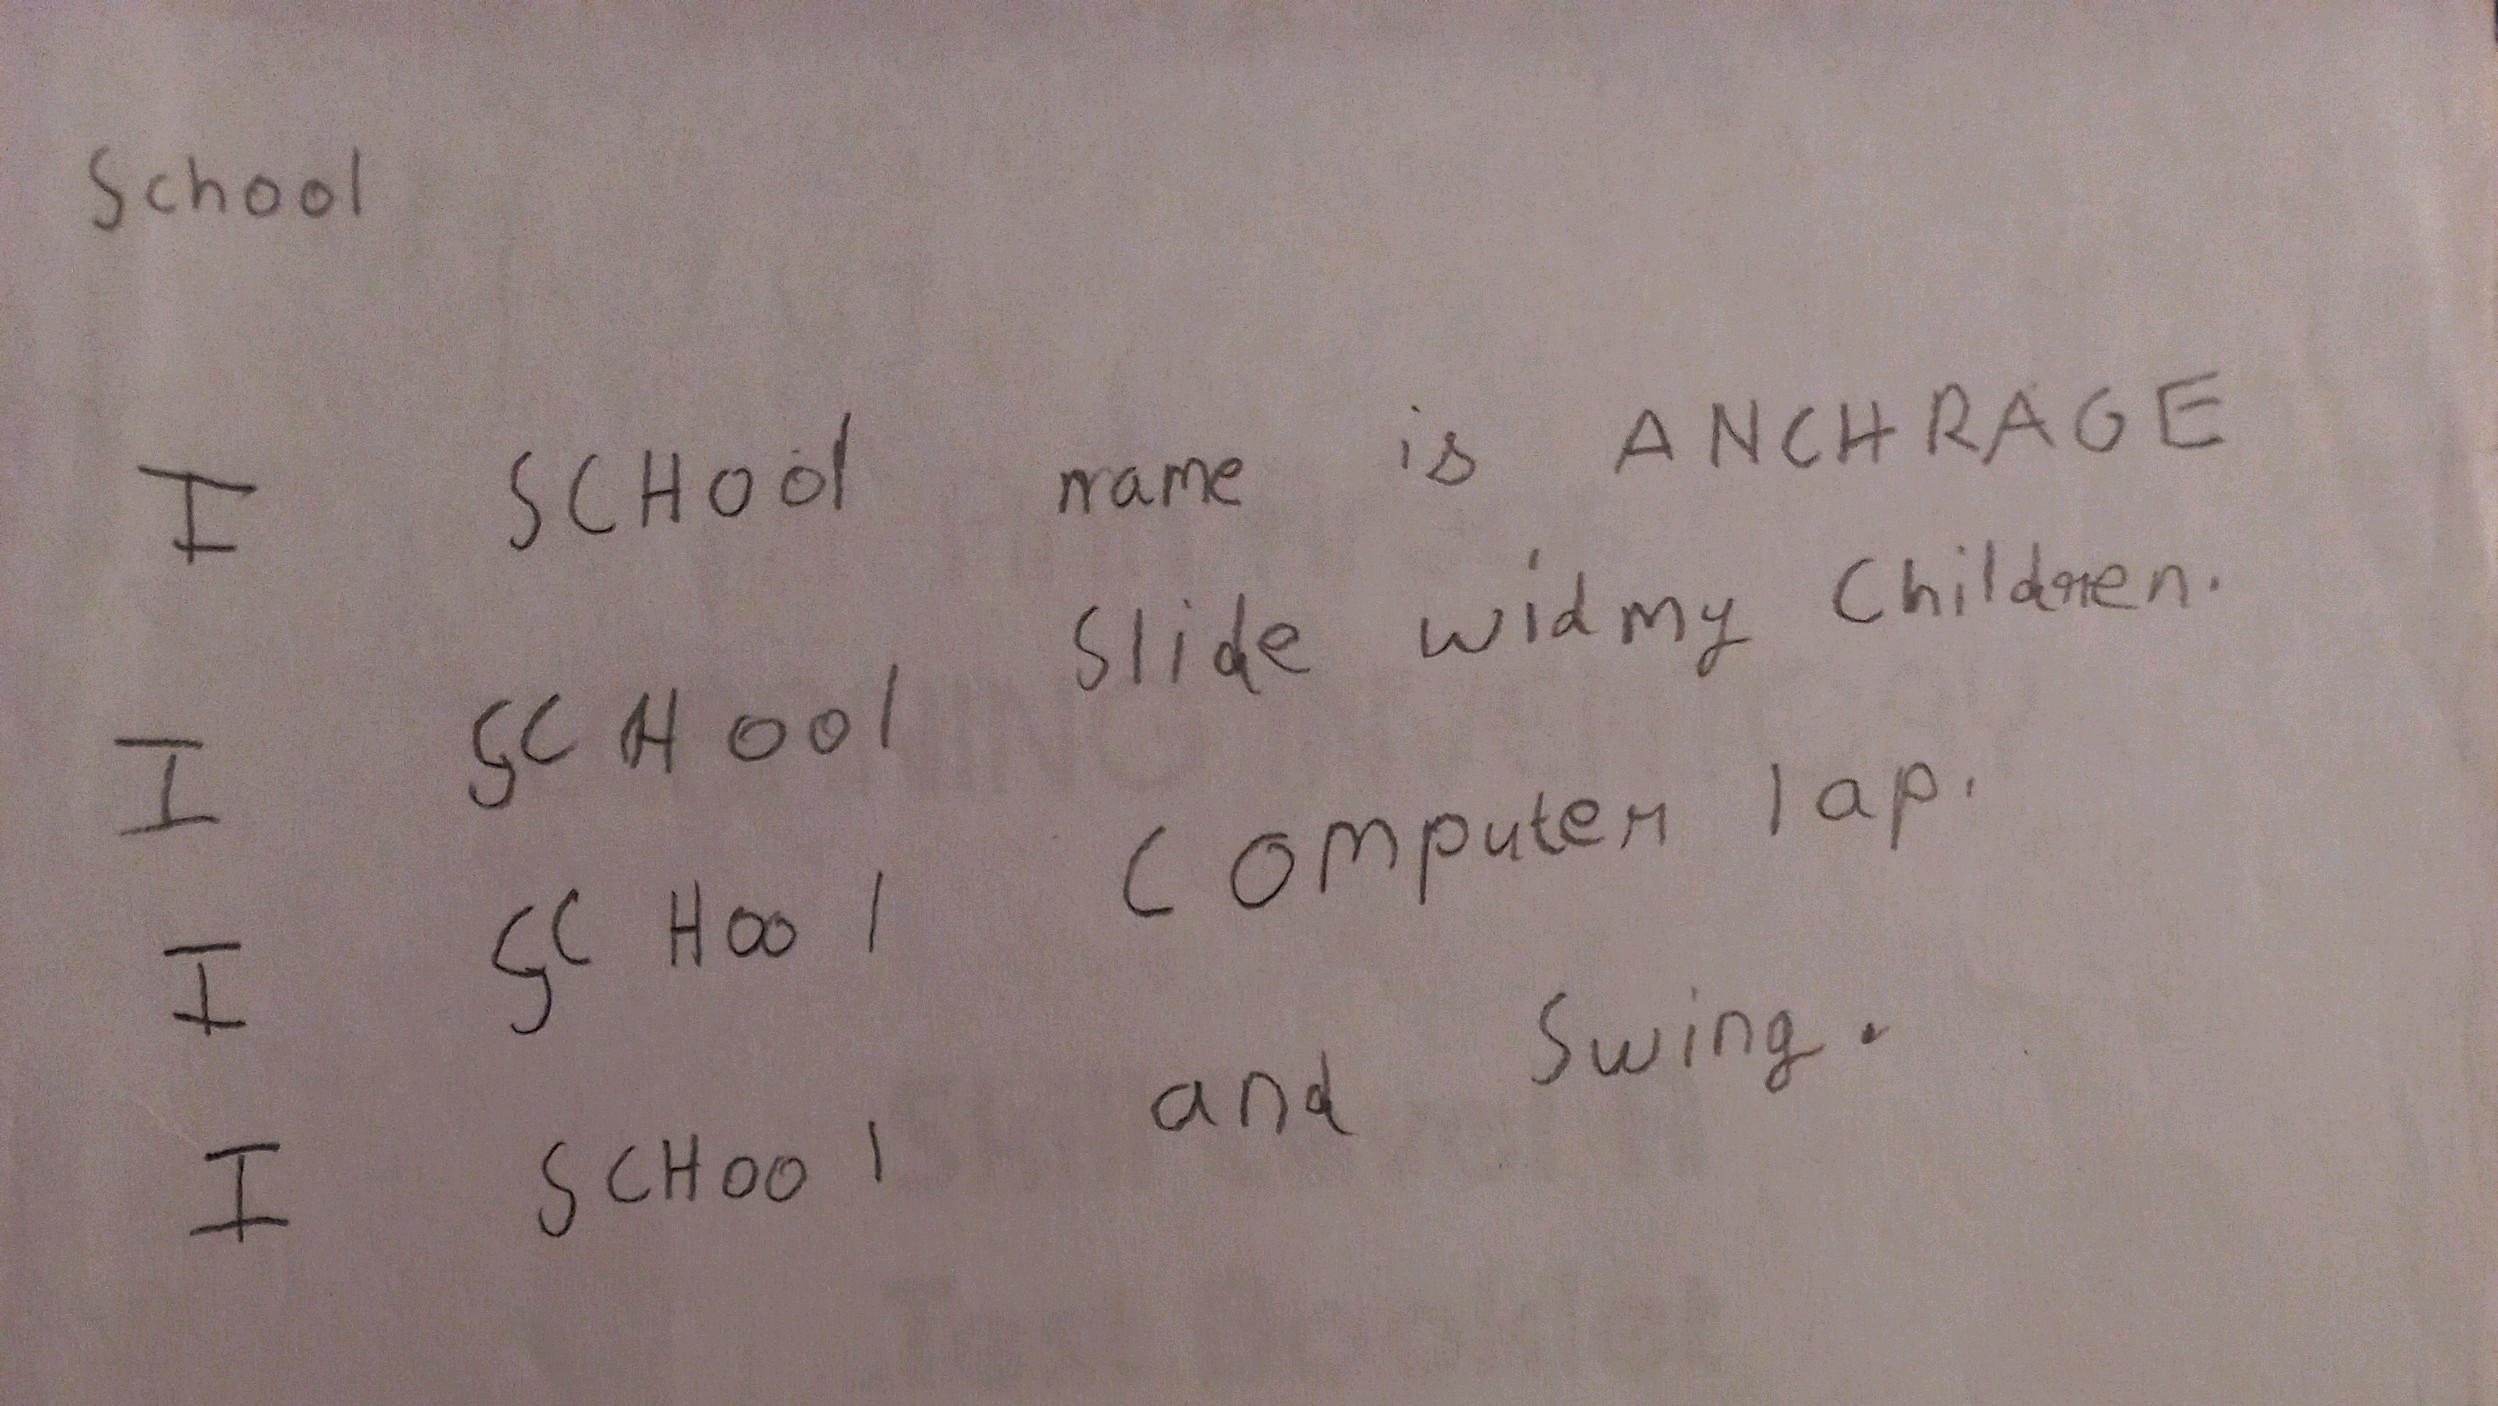 School
I SCHOol name is ANCHRAGE
I SCHOol Slide widmy Children.
I SCHOol Computer lap.
I SCHOol and Swing.